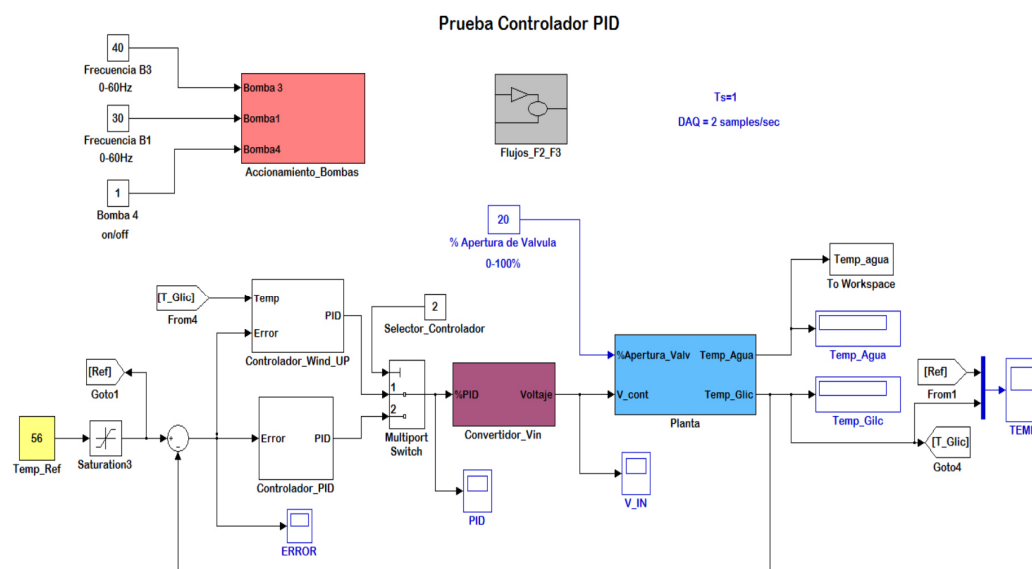 Prueba Controlador PID
40
Frecuencia B3
0-60Hz
30
Frecuencia B1
0-60Hz
1
Bomba 4
on/off
Bomba 3
Bomba1
Bomba4
Accionamiento_Bombas
Flujos_F2_F3
Ts=1
DAQ = 2 samples/sec
20
% Apertura de Valvula
0-100%
[T_Glic]
From4
Temp
Error
PID
Controlador_Wind_UP
2
Selector_Controlador
[Ref]
Goto1
56
Temp_Ref
Saturation3
+
-
Error
PID
Controlador_PID
1
2
Multiport
Switch
%PID
Voltaje
Convertidor_Vin
%Apertura_Valv
V_cont
Temp_Agua
Temp_Glic
Planta
Temp_agua
To Workspace
Temp_Agua
Temp_Gilc
[Ref]
From1
[T_Glic]
Goto4
TEM
PID
V_IN
ERROR